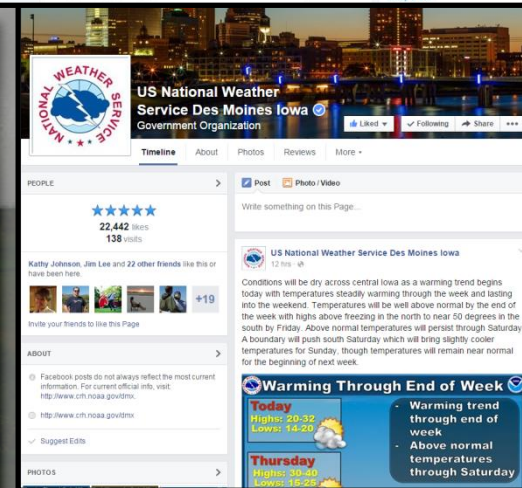 NATIONAL WEATHER SERVICE
US National Weather
Service Des Moines Iowa
Government Organization
Liked
Following
Share
Timeline
About
Photos
Reviews
More
PEOPLE
22,442 likes
138 visits
Kathy Johnson, Jim Lee and 22 other friends like this or
have been here.
+19
Invite your friends to like this Page
ABOUT
Facebook posts do not always reflect the most current
information. For current official info, visit:
http://www.crh.noaa.gov/dmx.
http://www.crh.noaa.gov/dmx
Suggest Edits
PHOTOS
Post
Photo / Video
Write something on this Page...
US National Weather Service Des Moines Iowa
12 hrs
Conditions will be dry across central Iowa as a warming trend begins
today with temperatures steadily warming through the week and lasting
into the weekend. Temperatures will be well above normal by the end of
the week with highs above freezing in the north to near 50 degrees in the
south by Friday. Above normal temperatures will persist through Saturday.
A boundary will push south Saturday which will bring slightly cooler
temperatures for Sunday, though temperatures will remain near normal
for the beginning of next week.
Warming Through End of Week
Today
Highs: 20-32
Lows: 14-20
Thursday
Highs: 30-40
Lows: 15-25
- Warming trend
through end of
week
- Above normal
temperatures
through Saturday